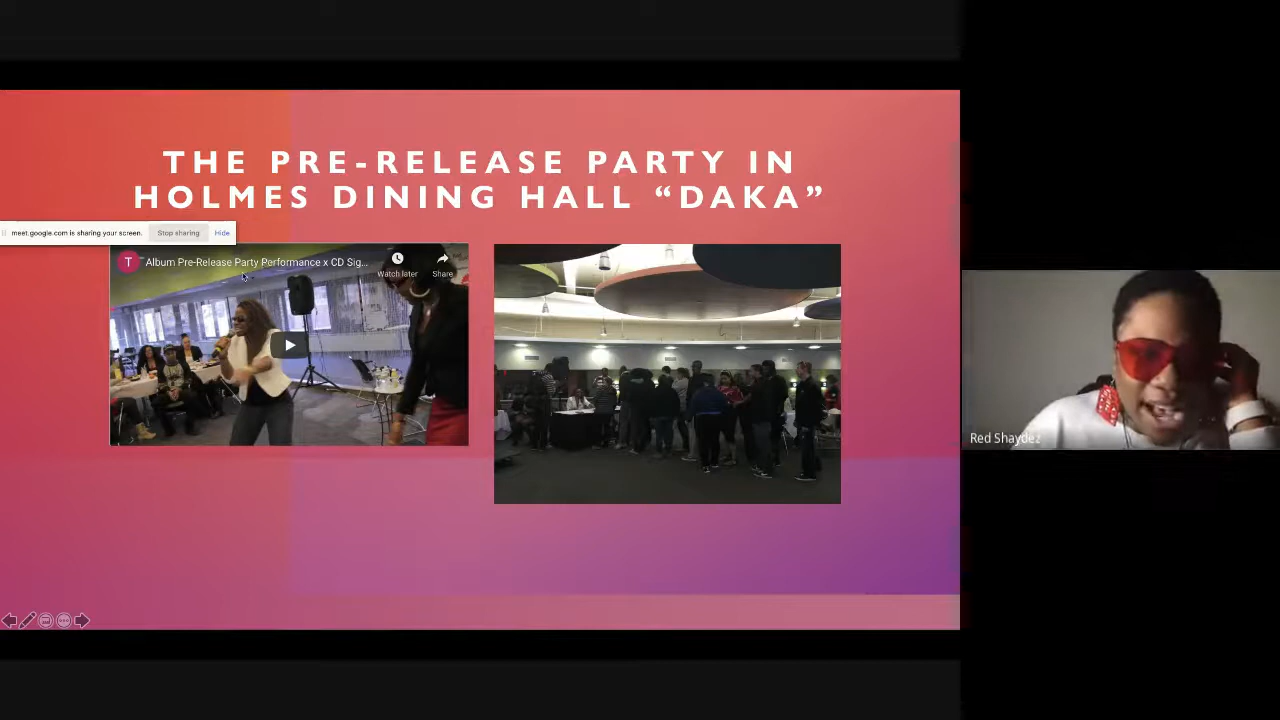 THE PRE-RELEASE PARTY IN
HOLMES DINING HALL “DAKA”
meet.google.com is sharing your screen.
Stop sharing
Hide
T
Album Pre-Release Party Performance x CD Sig...
Watch later
Share
Red Shaydez